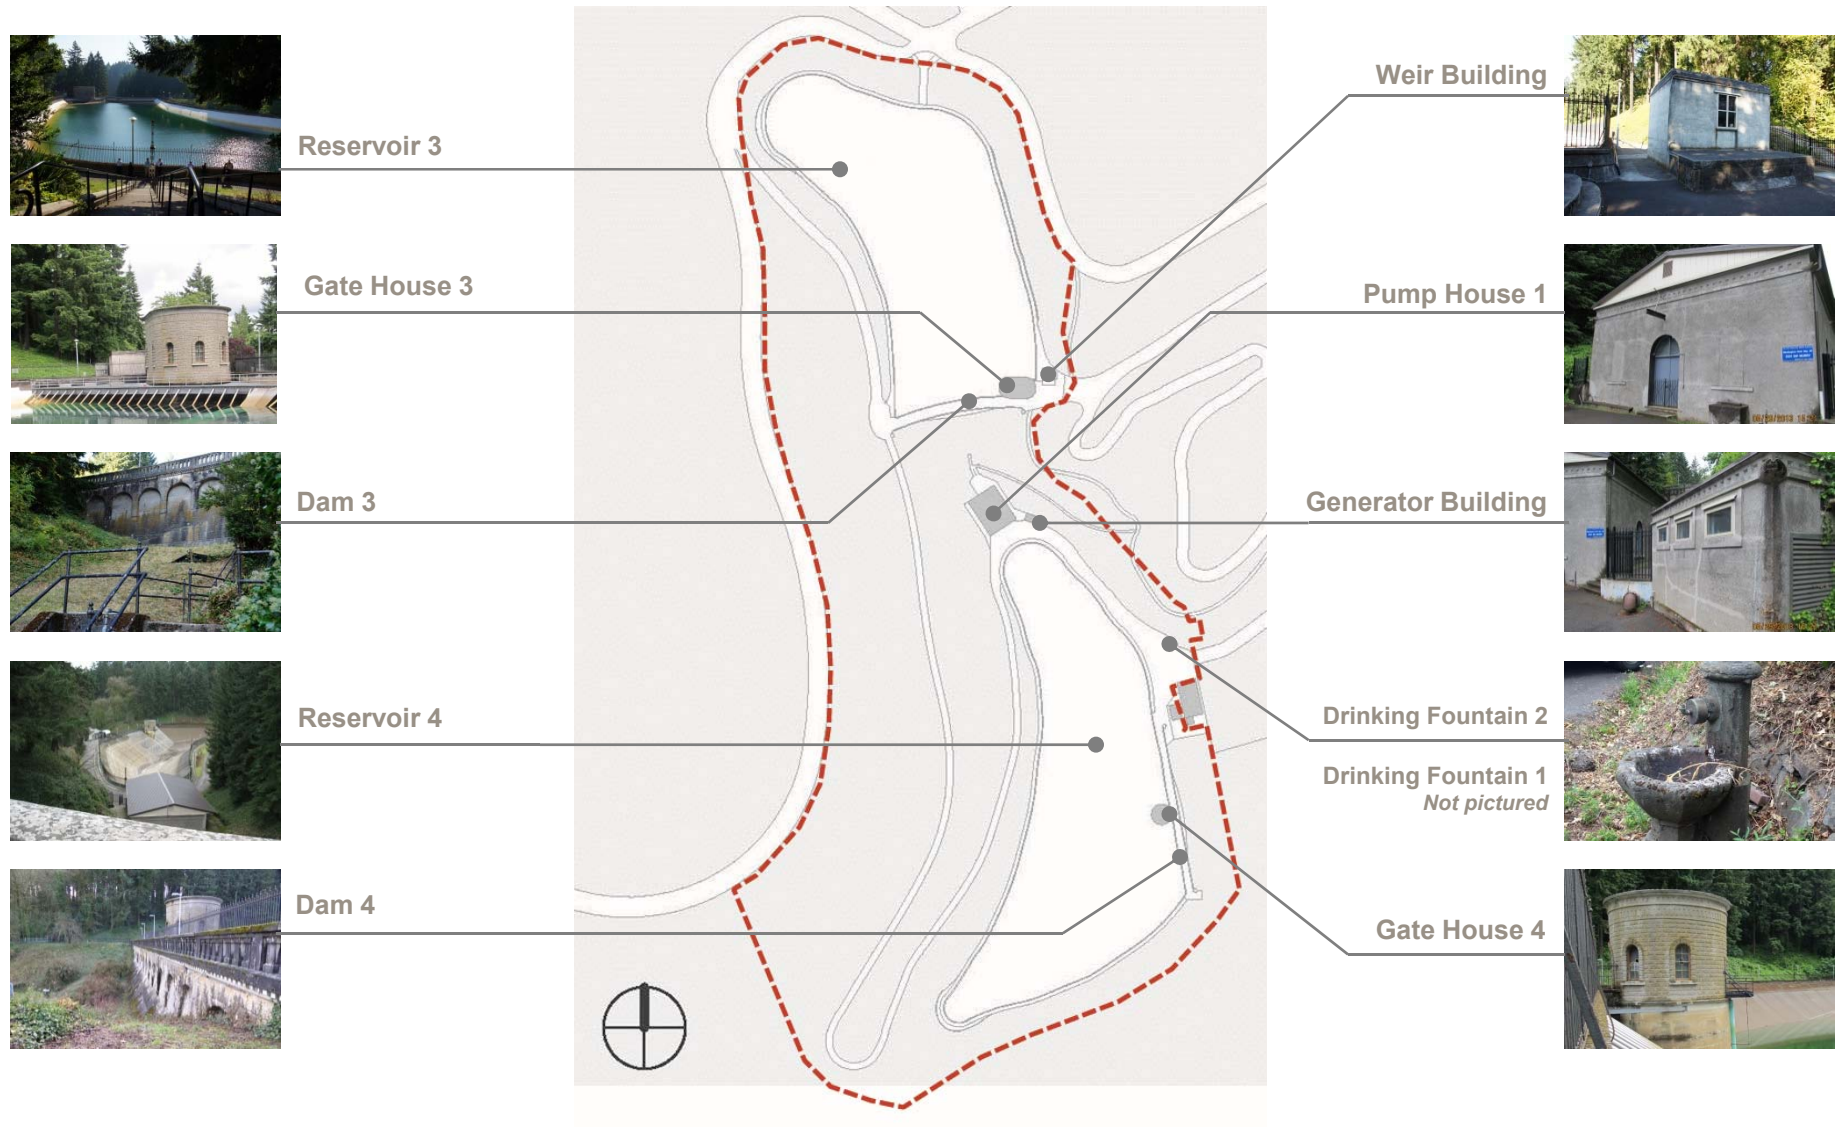 Reservoir 3
Gate House 3
Dam 3
Reservoir 4
Dam 4
Weir Building
Pump House 1
Generator Building
Drinking Fountain 2
Drinking Fountain 1
Not pictured
Gate House 4